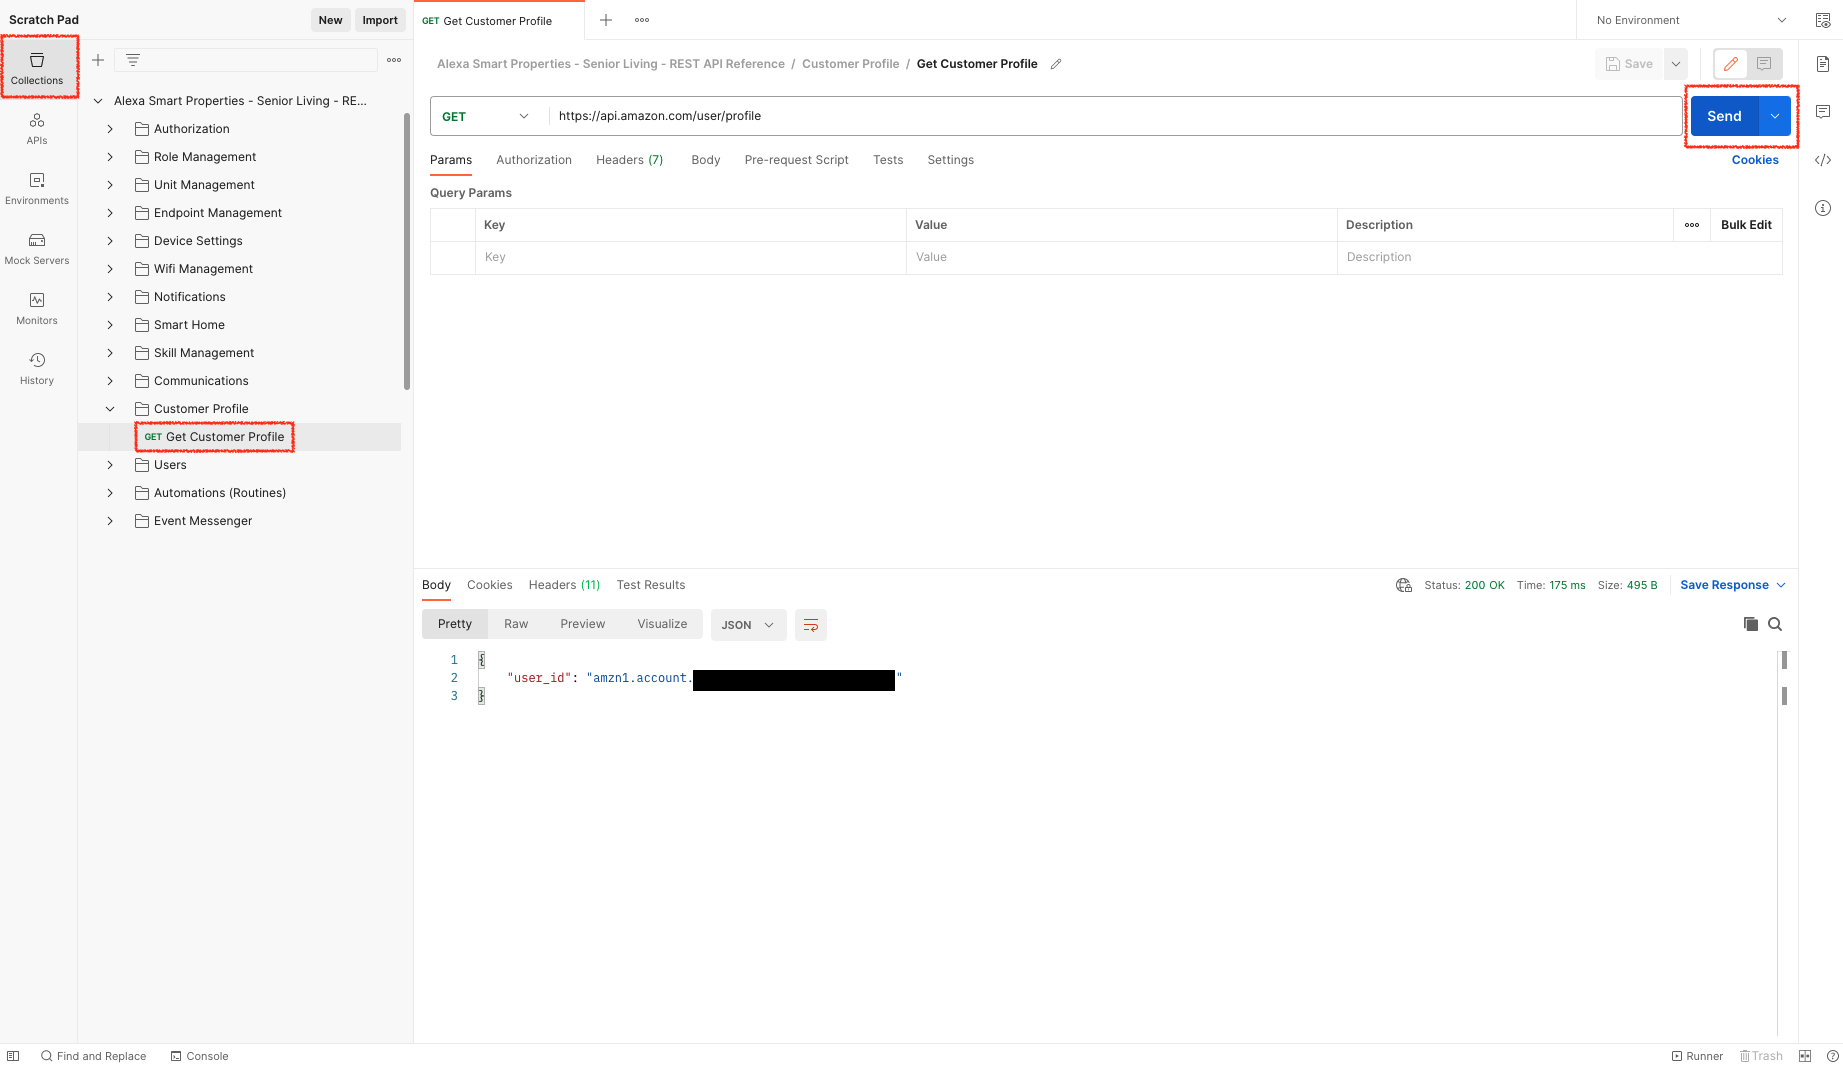 Scratch Pad
New
Import
GET Get Customer Profile
No Environment
Collections
APIs
Environments
Mock Servers
Monitors
History
Alexa Smart Properties - Senior Living - RE...
Authorization
Role Management
Unit Management
Endpoint Management
Device Settings
Wifi Management
Notifications
Smart Home
Skill Management
Communications
Customer Profile
GET Get Customer Profile
Users
Automations (Routines)
Event Messenger
Alexa Smart Properties - Senior Living - REST API Reference / Customer Profile / Get Customer Profile
Save
GET https://api.amazon.com/user/profile
Send
Params Authorization Headers (7) Body Pre-request Script Tests Settings
Cookies
Query Params
Key Value Description Bulk Edit
Key Value Description
Body Cookies Headers (11) Test Results
Status: 200 OK Time: 175 ms Size: 495 B
Save Response
Pretty Raw Preview Visualize JSON
1 {
2 "user_id": "amzn1.account. "
3 }
Find and Replace
Console
Runner
Trash